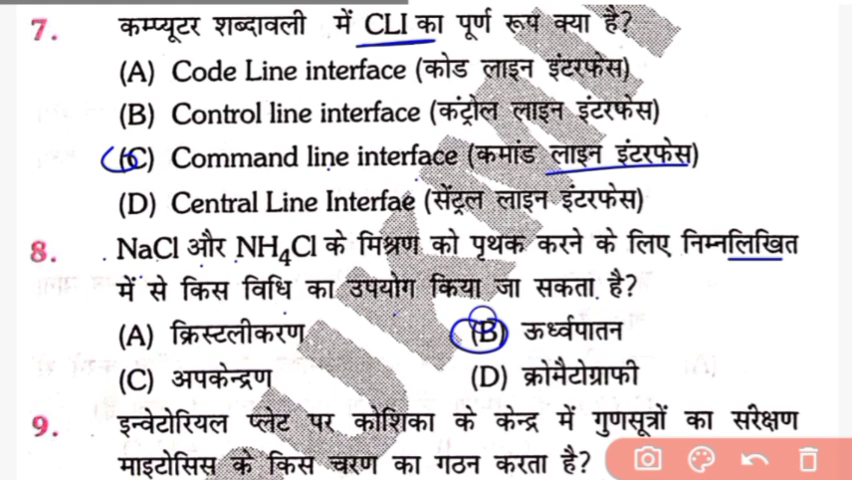 7. कम्प्यूटर शब्दावली में CLI का पूर्ण रूप क्या है?
(A) Code Line interface (कोड लाइन इंटरफेस)
(B) Control line interface (कंट्रोल लाइन इंटरफेस)
(C) Command line interface (कमांड लाइन इंटरफेस)
(D) Central Line Interfae (सेंट्रल लाइन इंटरफेस)
8. NaCl और NH₄Cl के मिश्रण को पृथक करने के लिए निम्नलिखित
में से किस विधि का उपयोग किया जा सकता है?
(A) क्रिस्टलीकरण (B) ऊर्ध्वपातन
(C) अपकेन्द्रण (D) क्रोमैटोग्राफी
9. इन्वेटोरियल प्लेट पर कोशिका के केन्द्र में गुणसूत्रों का संरेक्षण
माइटोसिस के किस चरण का गठन करता है?